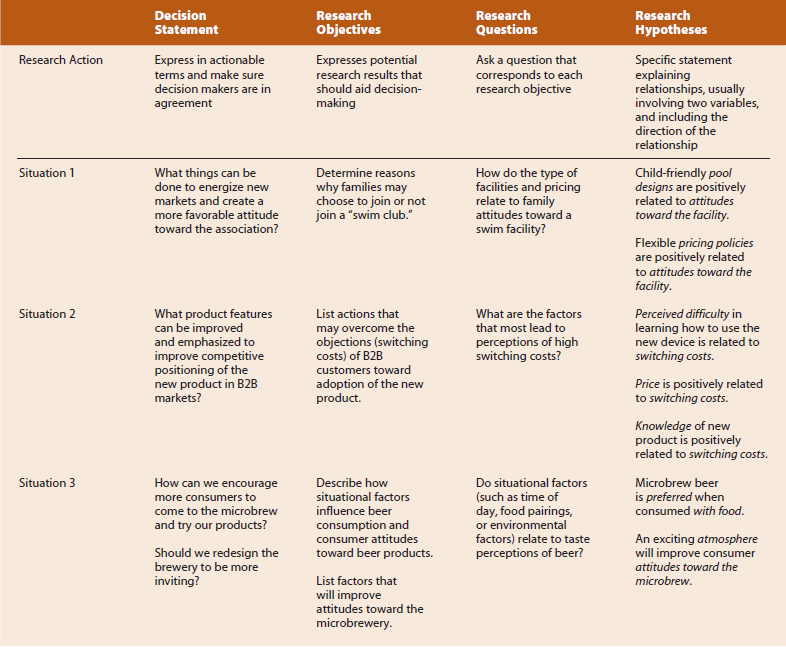 Decision
Statement
Research
Objectives
Research
Questions
Research
Hypotheses
Research Action
Express in actionable
terms and make sure
decision makers are in
agreement
Expresses potential
research results that
should aid decision-
making
Ask a question that
corresponds to each
research objective
Specific statement
explaining
relationships, usually
involving two variables,
and including the
direction of the
relationship
Situation 1
What things can be
done to energize new
markets and create a
more favorable attitude
toward the association?
Determine reasons
why families may
choose to join or not
join a “swim club.”
How do the type of
facilities and pricing
relate to family
attitudes toward a
swim facility?
Child-friendly pool
designs are positively
related to attitudes
toward the facility.
Flexible pricing policies
are positively related
to attitudes toward the
facility.
Situation 2
What product features
can be improved
and emphasized to
improve competitive
positioning of the
new product in B2B
markets?
List actions that
may overcome the
objections (switching
costs) of B2B
customers toward
adoption of the new
product.
What are the factors
that most lead to
perceptions of high
switching costs?
Perceived difficulty in
learning how to use the
new device is related to
switching costs.
Price is positively related
to switching costs.
Knowledge of new
product is positively
related to switching costs.
Situation 3
How can we encourage
more consumers to
come to the microbrew
and try our products?
Should we redesign the
brewery to be more
inviting?
Describe how
situational factors
influence beer
consumption and
consumer attitudes
toward beer products.
List factors that
will improve
attitudes toward the
microbrewery.
Do situational factors
(such as time of
day, food pairings,
or environmental
factors) relate to taste
perceptions of beer?
Microbrew beer
is preferred when
consumed with food.
An exciting atmosphere
will improve consumer
attitudes toward the
microbrew.